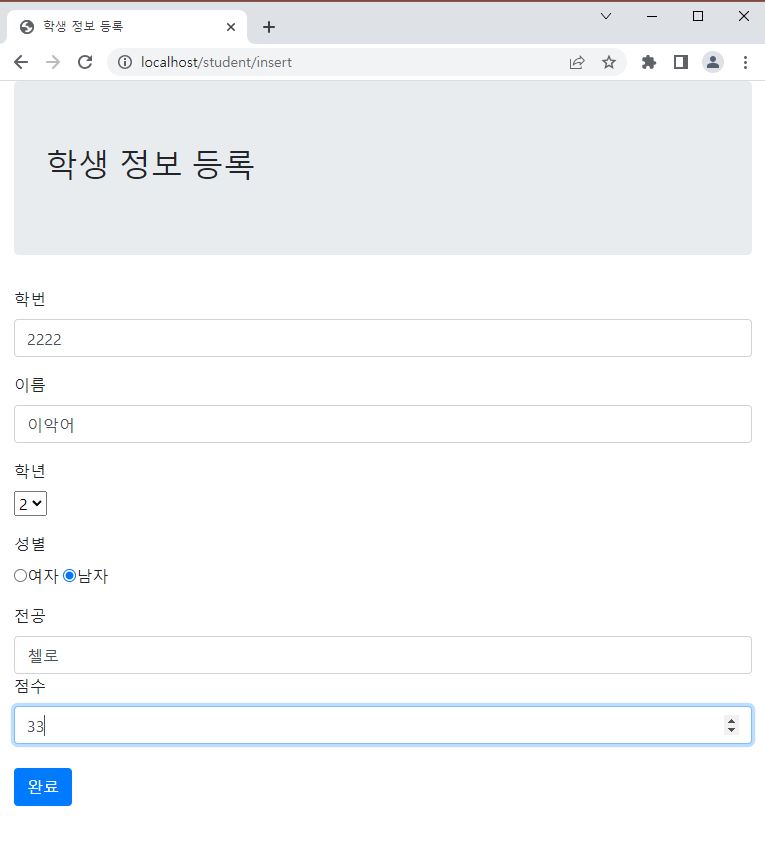 학생 정보 등록
localhost/student/insert
학생 정보 등록
학번
2222
이름
이악어
학년
2
성별
여자 남자
전공
첼로
점수
33
완료